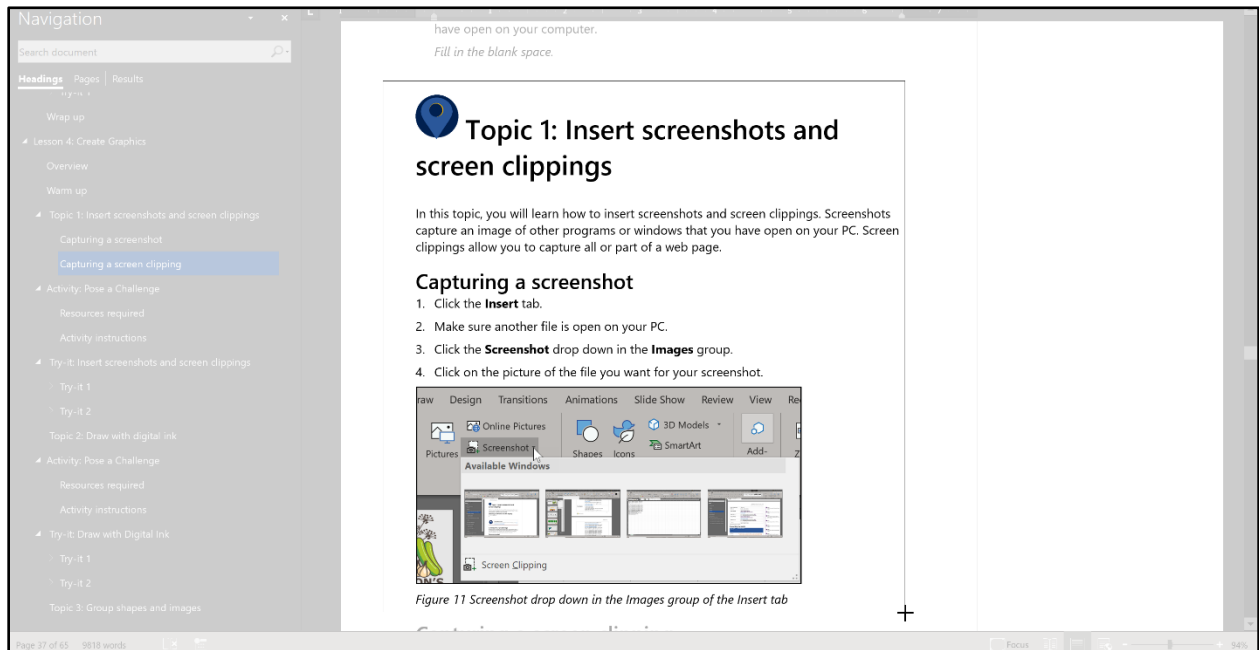 Navigation
Search document
Headings Pages Results
Try-it 1
Wrap up
Lesson 4: Create Graphics
Overview
Warm up
Topic 1: Insert screenshots and screen clippings
Capturing a screenshot
Capturing a screen clipping
Activity: Pose a Challenge
Resources required
Activity instructions
Try-it: Insert screenshots and screen clippings
Try-it 1
Try-it 2
Topic 2: Draw with digital ink
Activity: Pose a Challenge
Resources required
Activity instructions
Try-it: Draw with Digital Ink
Try-it 1
Try-it 2
Topic 3: Group shapes and images
have open on your computer.
Fill in the blank space.
Topic 1: Insert screenshots and
screen clippings
In this topic, you will learn how to insert screenshots and screen clippings. Screenshots
capture an image of other programs or windows that you have open on your PC. Screen
clippings allow you to capture all or part of a web page.
Capturing a screenshot
1. Click the Insert tab.
2. Make sure another file is open on your PC.
3. Click the Screenshot drop down in the Images group.
4. Click on the picture of the file you want for your screenshot.
raw Design Transitions Animations Slide Show Review View Re
Pictures Online Pictures Shapes Icons 3D Models Add-
Screenshot SmartArt
Available Windows
Screen Clipping
Figure 11 Screenshot drop down in the Images group of the Insert tab
Page 37 of 65 9818 words Focus 94%